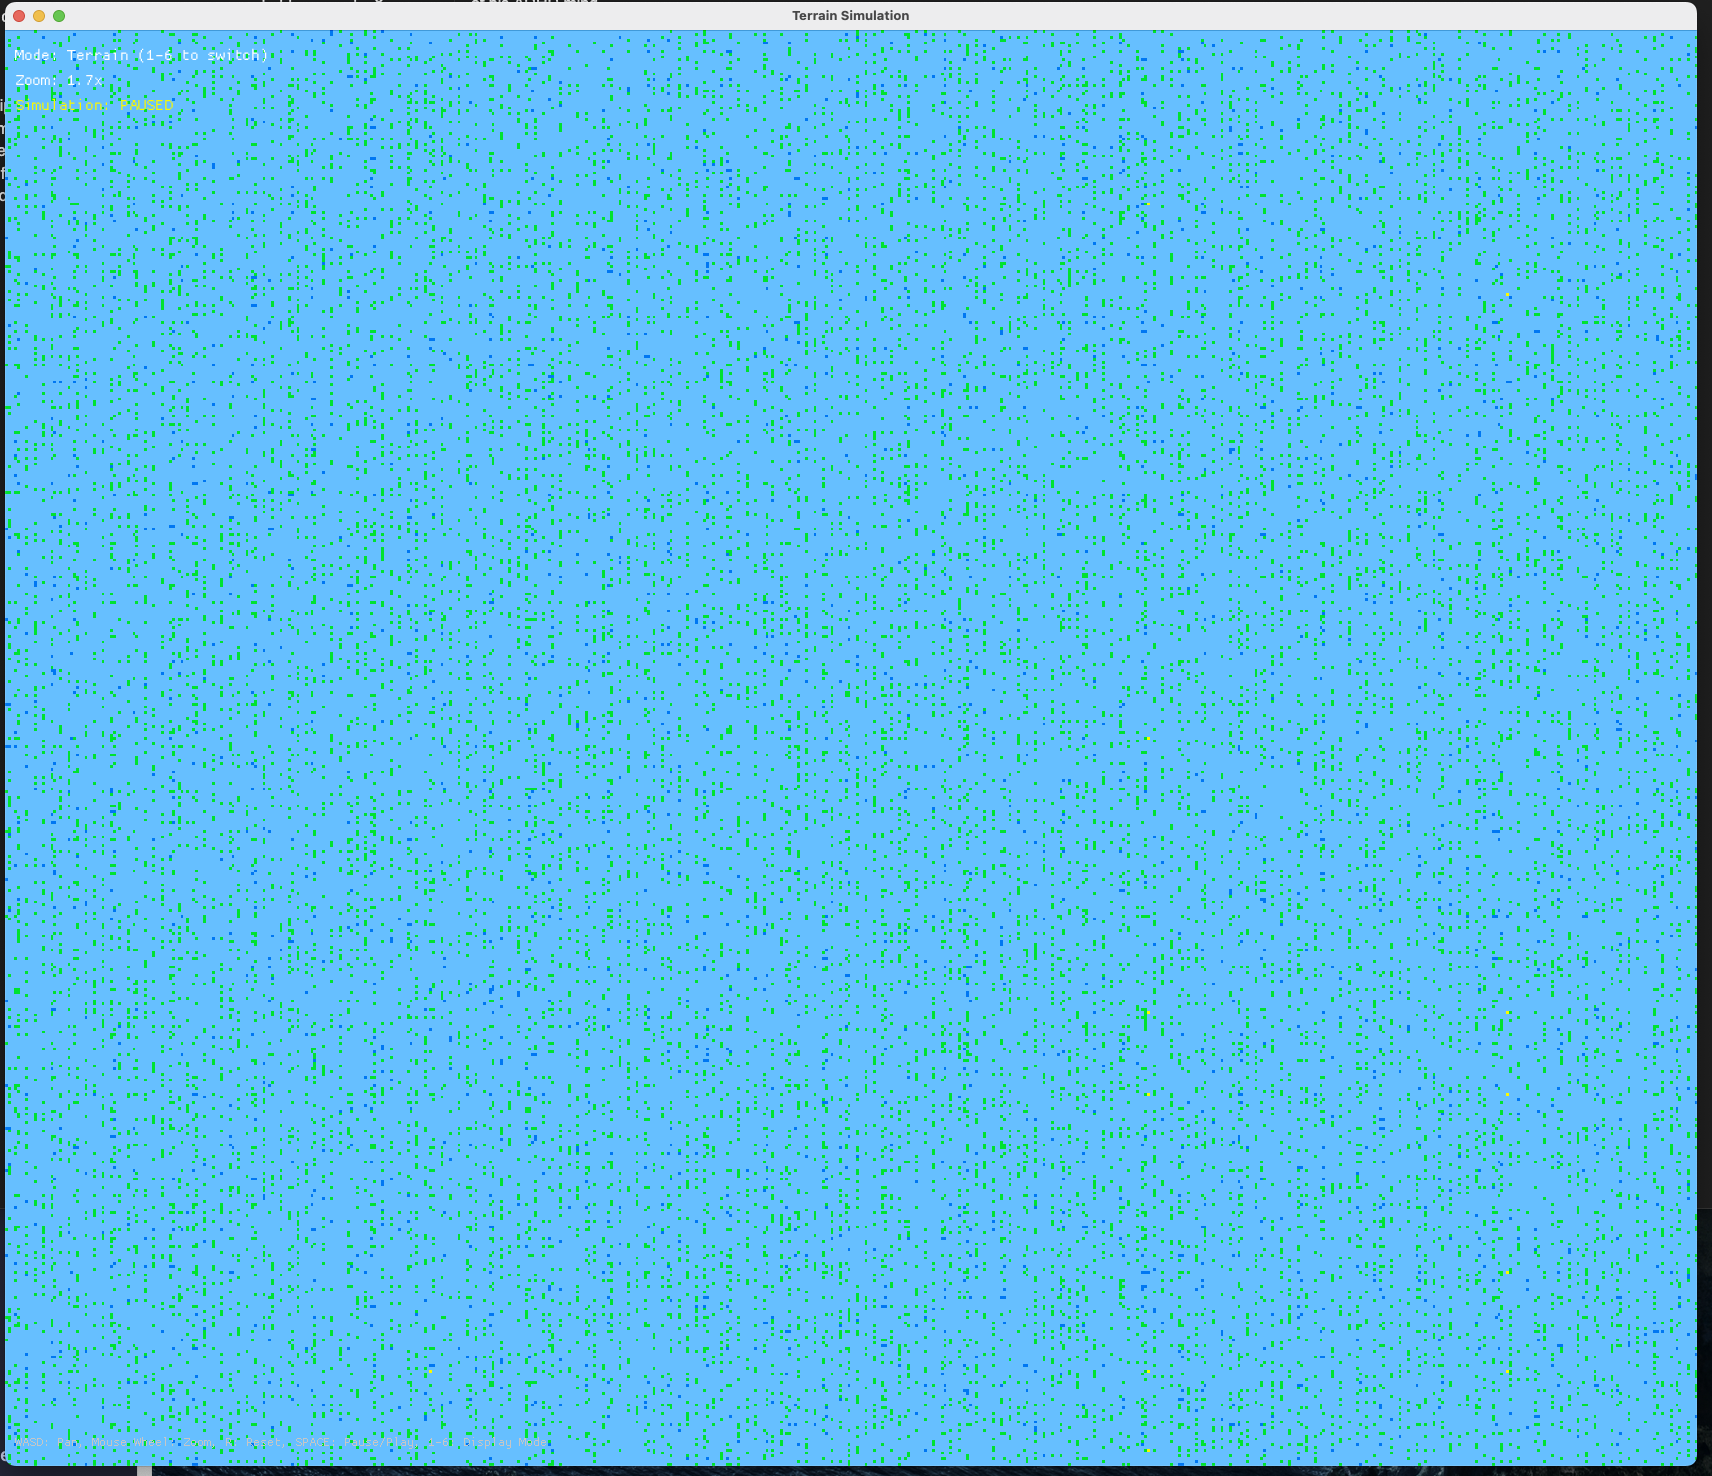 Terrain Simulation
Mode: Terrain (1-6 to switch)
Zoom: 1.7x
Simulation: PAUSED
WASD: Pan, Mouse Wheel: Zoom, R: Reset, SPACE: Pause/Play, 1-6: Display Mode